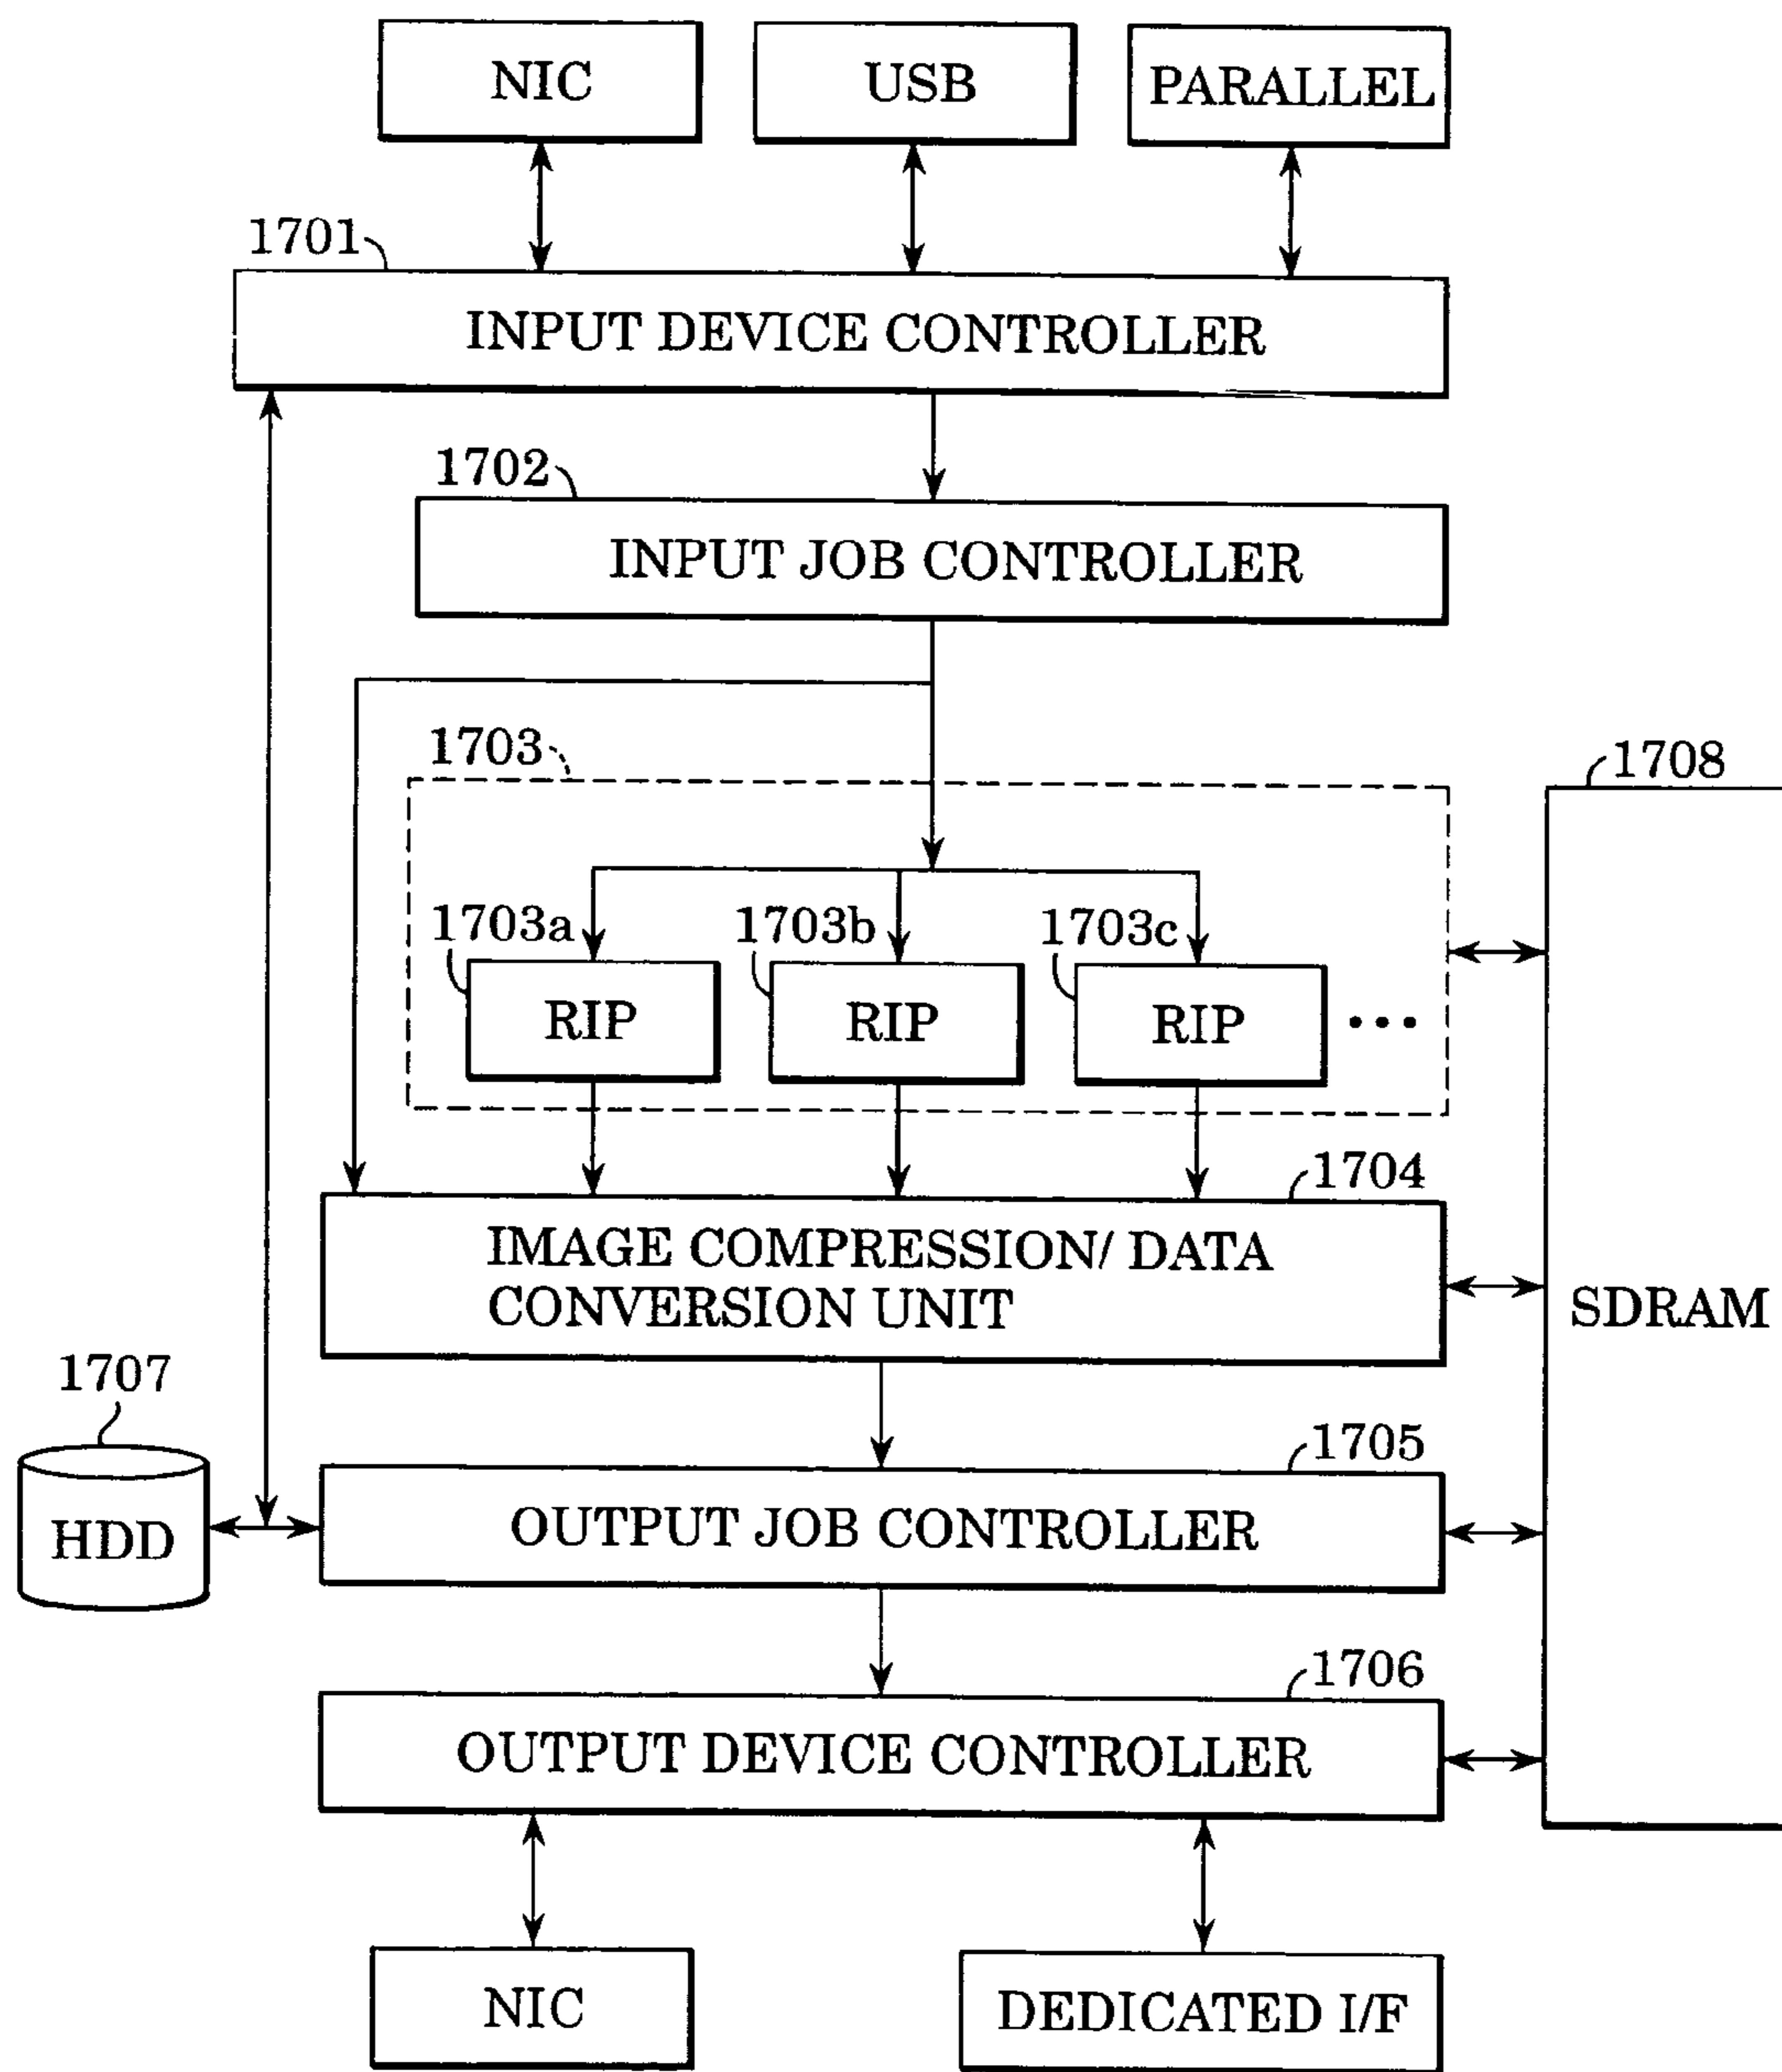 NIC
USB
PARALLEL
1701
INPUT DEVICE CONTROLLER
1702
INPUT JOB CONTROLLER
1703
1708
1703a
1703b
1703c
RIP
RIP
RIP
...
1704
IMAGE COMPRESSION/ DATA
CONVERSION UNIT
SDRAM
1707
1705
HDD
OUTPUT JOB CONTROLLER
1706
OUTPUT DEVICE CONTROLLER
NIC
DEDICATED I/F